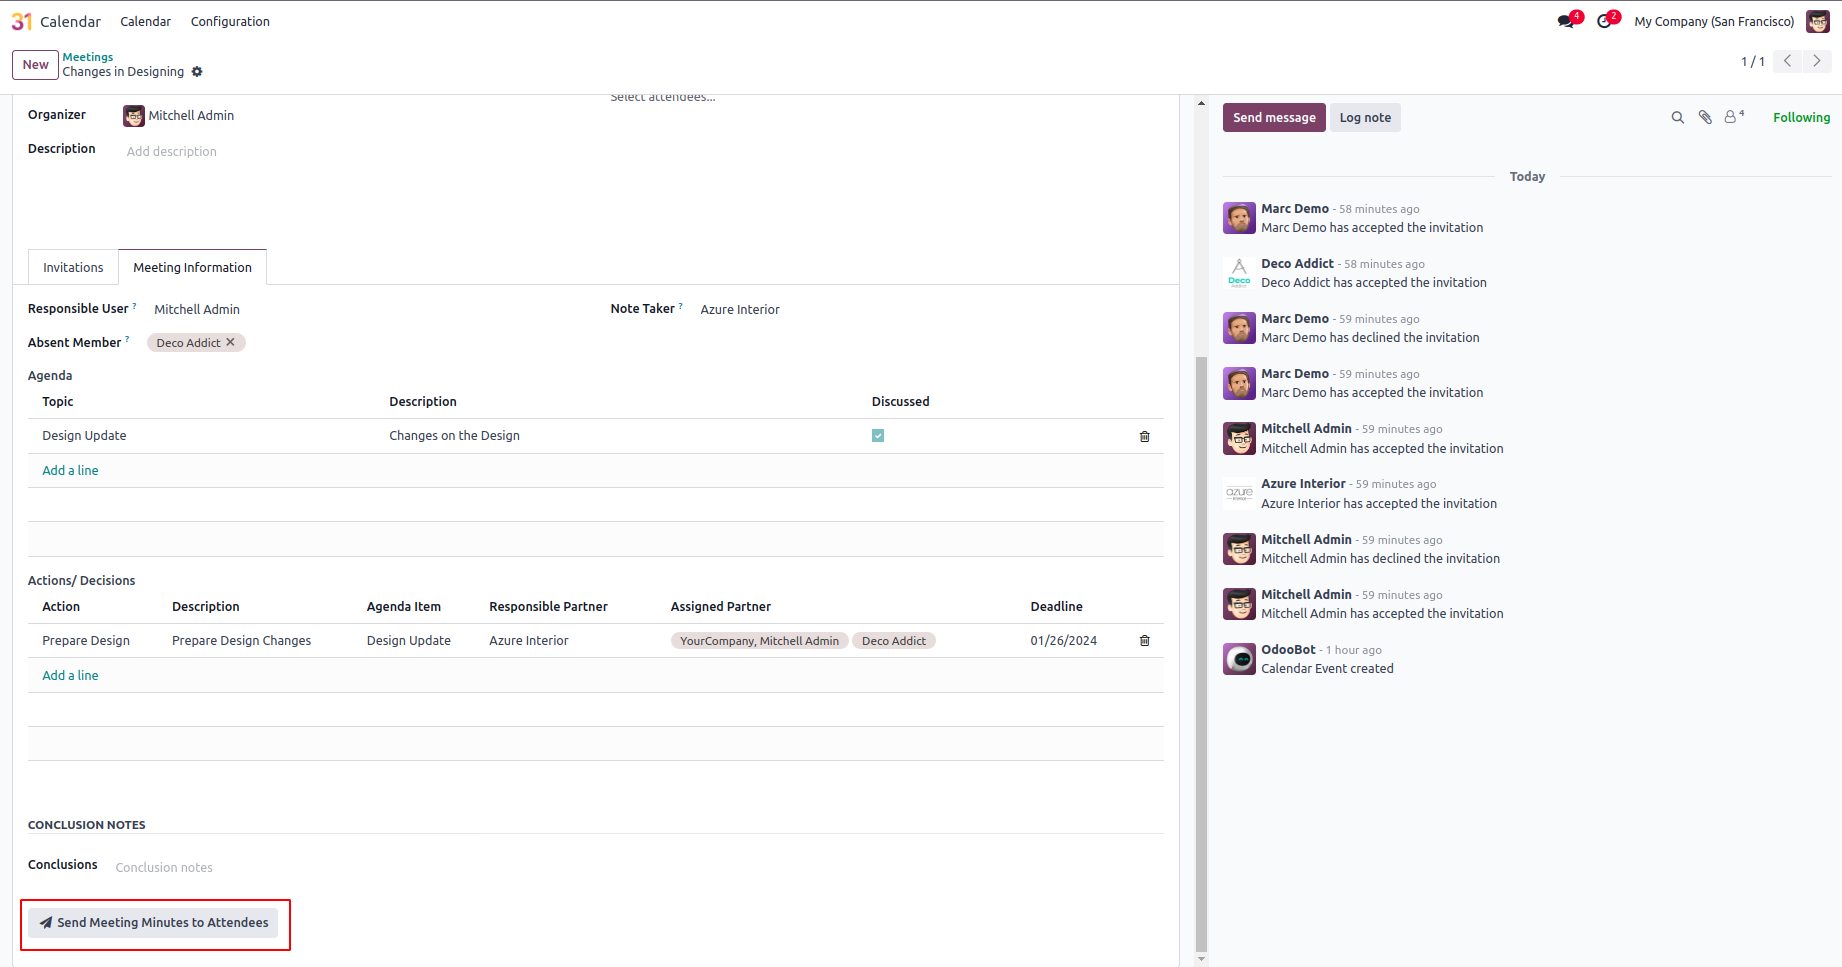 31 Calendar Calendar Configuration 4 2 My Company (San Francisco)
New Meetings
Changes in Designing 1 / 1
Select attendees...
Organizer Mitchell Admin
Description Add description
Invitations Meeting Information
Responsible User ? Mitchell Admin Note Taker ? Azure Interior
Absent Member ? Deco Addict ✕
Agenda
Topic Description Discussed
Design Update Changes on the Design
Add a line
Actions/ Decisions
Action Description Agenda Item Responsible Partner Assigned Partner Deadline
Prepare Design Prepare Design Changes Design Update Azure Interior YourCompany, Mitchell Admin Deco Addict 01/26/2024
Add a line
CONCLUSION NOTES
Conclusions Conclusion notes
Send Meeting Minutes to Attendees
Send message Log note 4 Following
Today
Marc Demo - 58 minutes ago
Marc Demo has accepted the invitation
Deco Addict - 58 minutes ago
Deco Addict has accepted the invitation
Marc Demo - 59 minutes ago
Marc Demo has declined the invitation
Marc Demo - 59 minutes ago
Marc Demo has accepted the invitation
Mitchell Admin - 59 minutes ago
Mitchell Admin has accepted the invitation
Azure Interior - 59 minutes ago
Azure Interior has accepted the invitation
Mitchell Admin - 59 minutes ago
Mitchell Admin has declined the invitation
Mitchell Admin - 59 minutes ago
Mitchell Admin has accepted the invitation
OdooBot - 1 hour ago
Calendar Event created